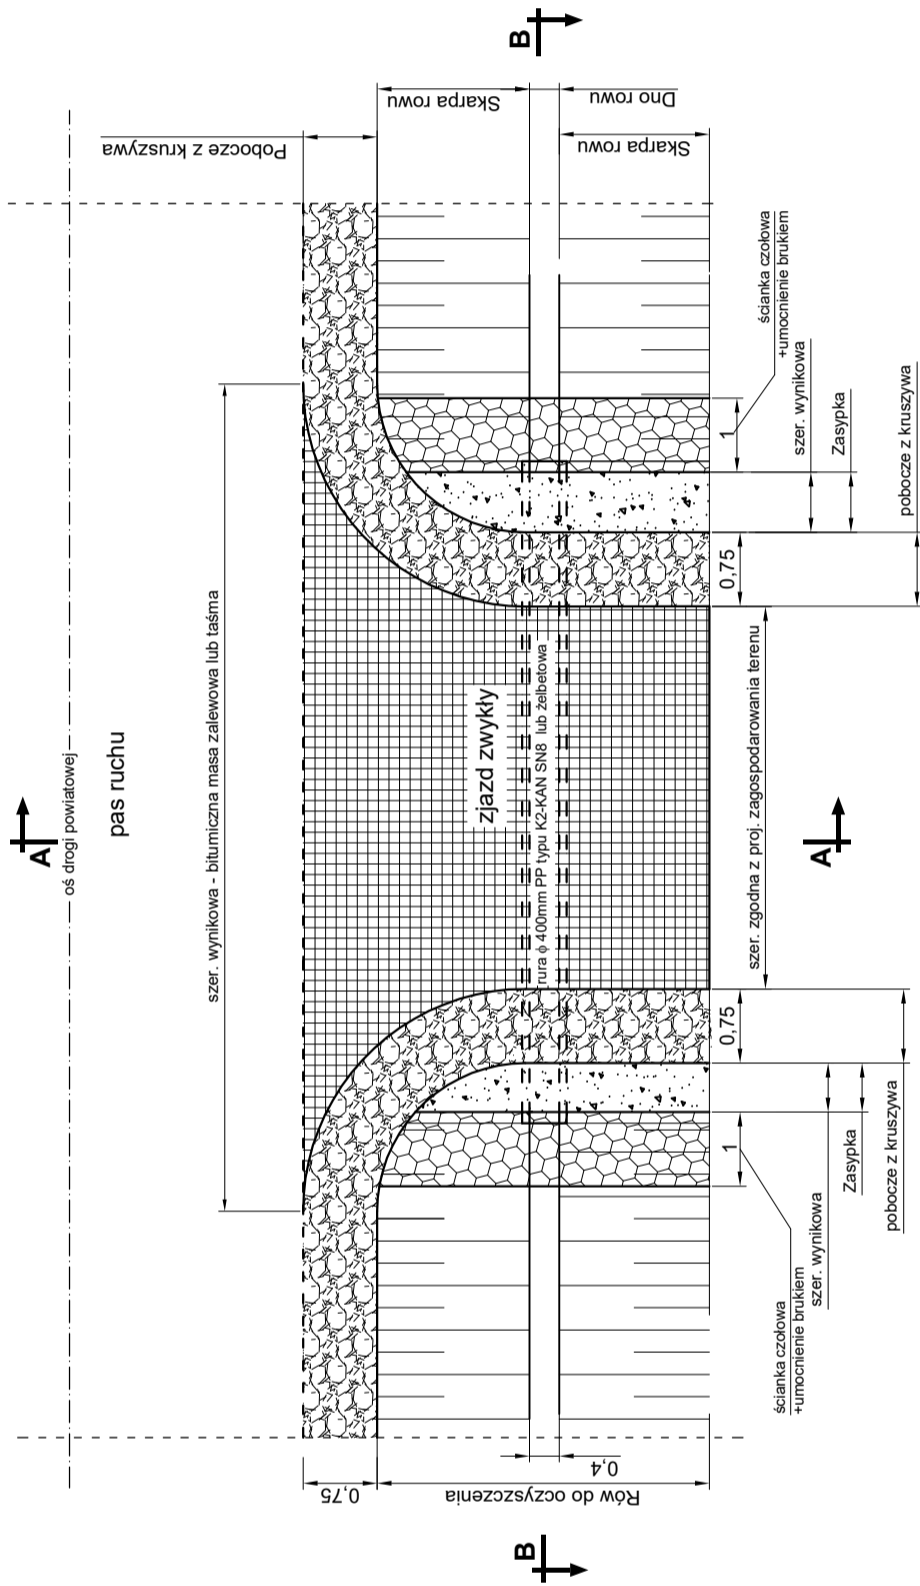 A
oś drogi powiatowej
pas ruchu
szer. wynikowa - bitumiczna masa zalewowa lub taśma
Pobocze z kruszywa
0,75
B
B
Skarpa rowu
Dno rowu
Skarpa rowu
Rów do oczyszczenia
0,4
zjazd zwykły
rura ϕ 400mm PP typu K2-KAN SN8 lub żelbetowa
1
0,75
szer. zgodna z proj. zagospodarowania terenu
0,75
1
ścianka czołowa
+umocnienie brukiem
szer. wynikowa
Zasypka
pobocze z kruszywa
ścianka czołowa
+umocnienie brukiem
szer. wynikowa
Zasypka
pobocze z kruszywa
A